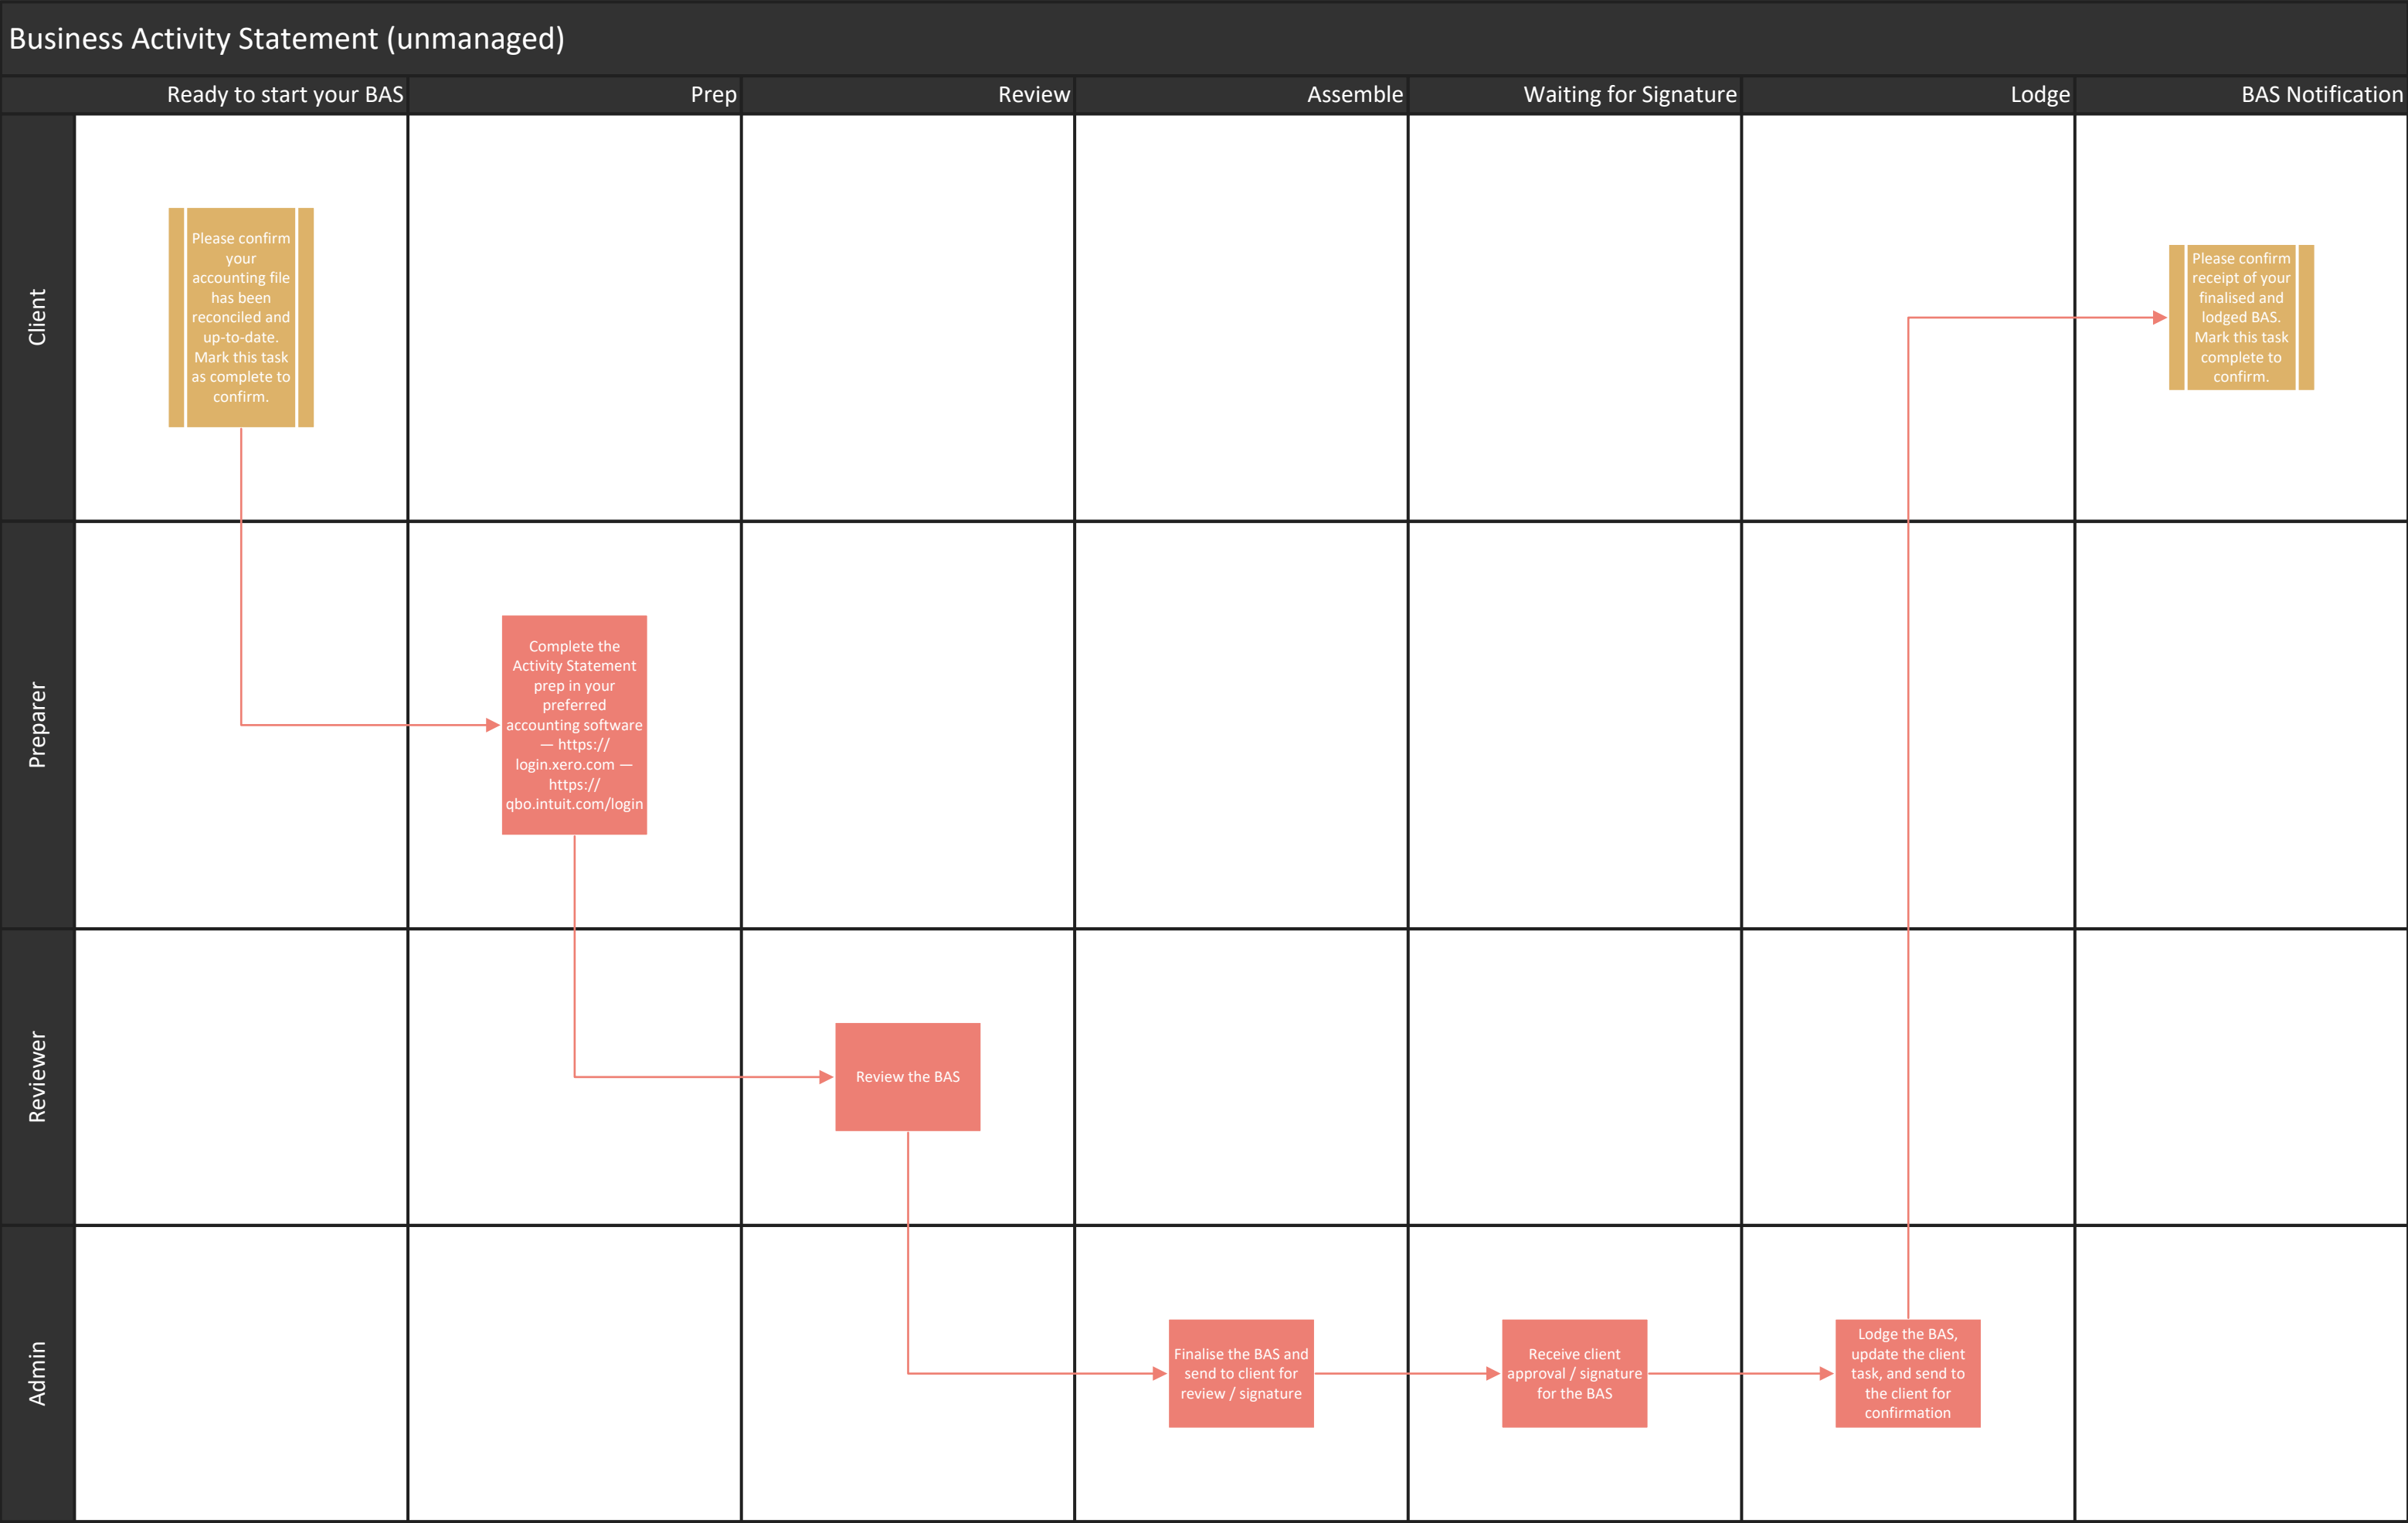 Business Activity Statement (unmanaged)
Ready to start your BAS
Prep
Review
Assemble
Waiting for Signature
Lodge
BAS Notification
Client
Please confirm
your
accounting file
has been
reconciled and
up-to-date.
Mark this task
as complete to
confirm.
Please confirm
receipt of your
finalised and
lodged BAS.
Mark this task
complete to
confirm.
Preparer
Complete the
Activity Statement
prep in your
preferred
accounting software
— https://
login.xero.com —
https://
qbo.intuit.com/login
Reviewer
Review the BAS
Admin
Finalise the BAS and
send to client for
review / signature
Receive client
approval / signature
for the BAS
Lodge the BAS,
update the client
task, and send to
the client for
confirmation